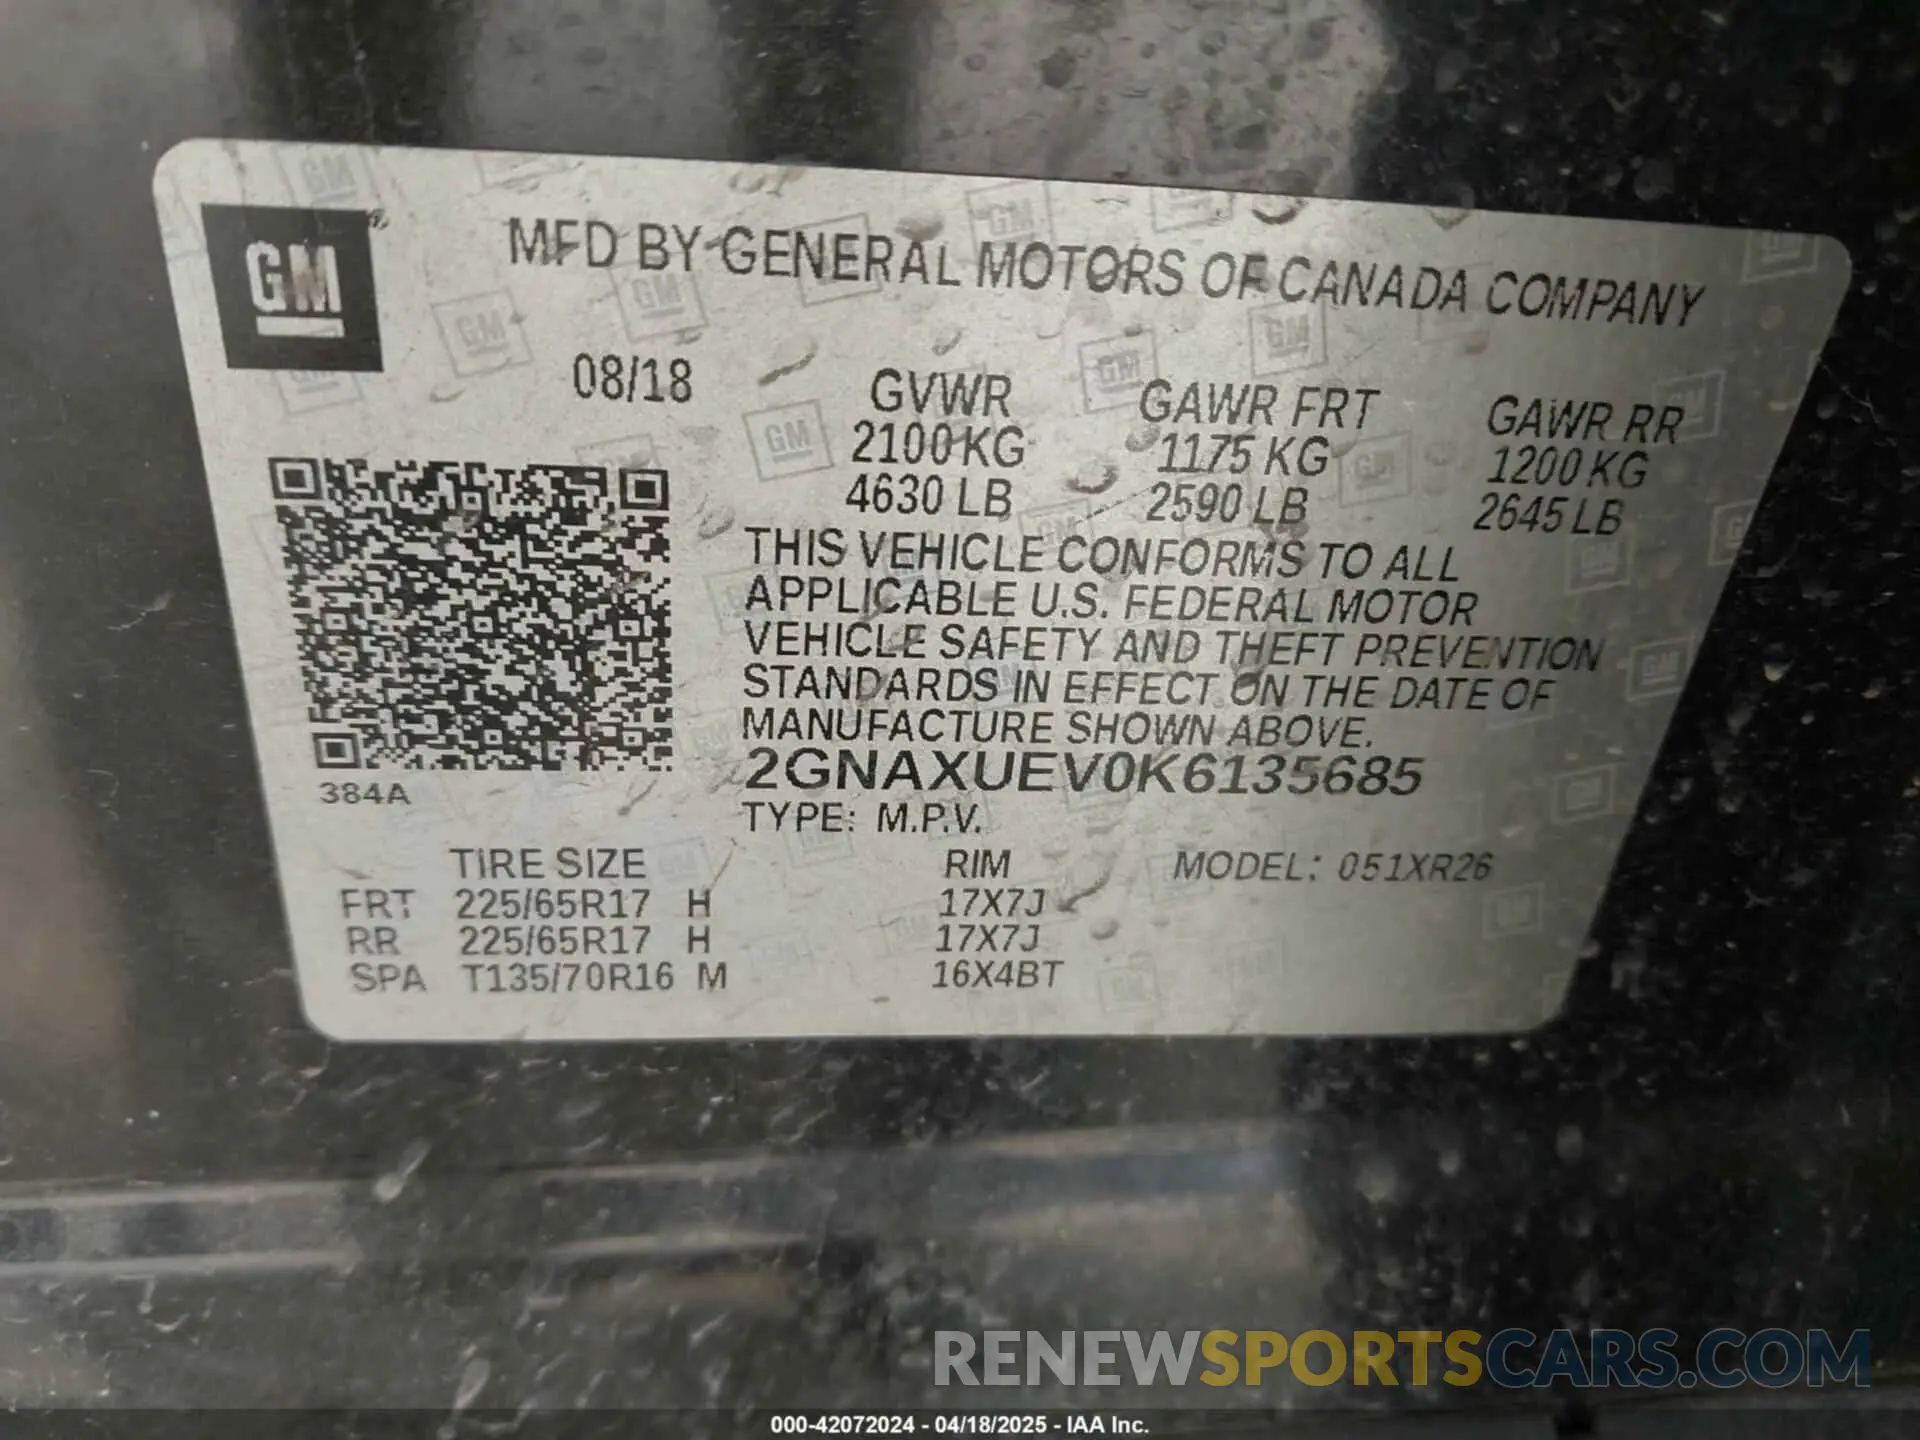 GM
MFD BY GENERAL MOTORS OF CANADA COMPANY
08/18
GVWR GAWR FRT GAWR RR
2100 KG 1175 KG 1200 KG
4630 LB 2590 LB 2645 LB
THIS VEHICLE CONFORMS TO ALL
APPLICABLE U.S. FEDERAL MOTOR
VEHICLE SAFETY AND THEFT PREVENTION
STANDARDS IN EFFECT ON THE DATE OF
MANUFACTURE SHOWN ABOVE.
2GNAXUEV0K6135685
384A
TYPE: M.P.V.
TIRE SIZE RIM MODEL: 051XR26
FRT 225/65R17 H 17X7J
RR 225/65R17 H 17X7J
SPA T135/70R16 M 16X4BT
RENEWSPORTSCARS.COM
000-42072024 - 04/18/2025 - IAA Inc.